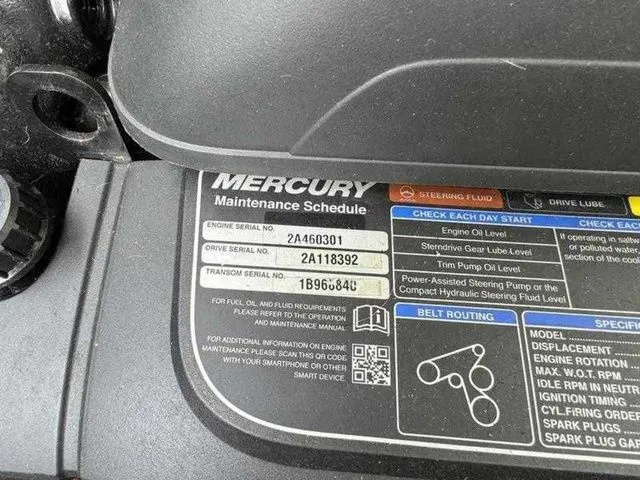 MERCURY
Maintenance Schedule
ENGINE SERIAL NO. 2A460301
DRIVE SERIAL NO. 2A118392
TRANSOM SERIAL NO.
FOR FUEL, OIL AND FLUID REQUIREMENTS
PLEASE REFER TO THE OPERATION
AND MAINTENANCE MANUAL
FOR ADDITIONAL INFORMATION ON ENGINE
MAINTENANCE PLEASE SCAN THIS QR CODE
WITH YOUR SMARTPHONE OR OTHER
SMART DEVICE.
STEERING FLUID
DRIVE LUBE
CHECK EACH DAY START
Engine Oil Level
Sterndrive Gear Lube Level
Trim Pump Oil Level
Power-Assisted Steering Pump or the
Compact Hydraulic Steering Fluid Level
CHECK EAC
If operating in salt
or polluted water,
section of the coo
BELT ROUTING
SPECIFI
MODEL
DISPLACEMENT
ENGINE ROTATION
MAX. W.O.T. RPM
IDLE RPM IN NEUTRA
IGNITION TIMING
CYL.FIRING ORDER
SPARK PLUGS
SPARK PLUG GAP